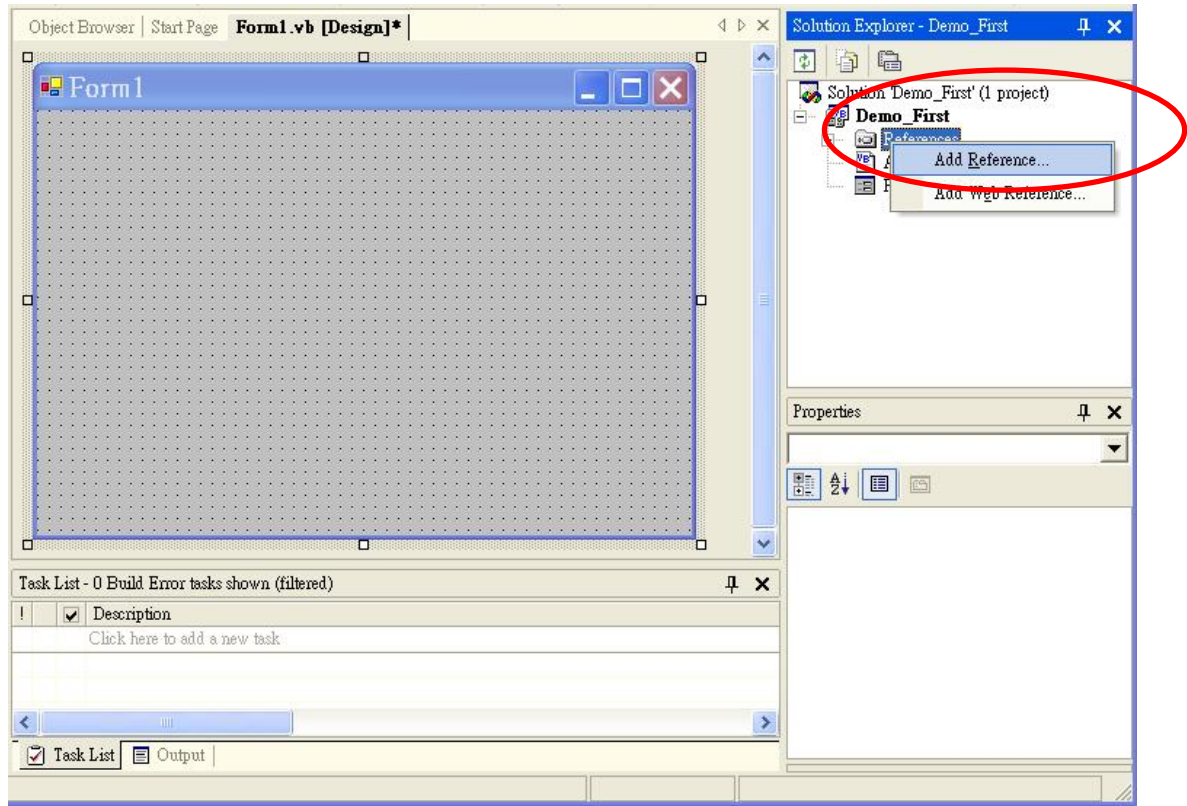 Object Browser | Start Page Form1.vb [Design]*
Form1
Solution Explorer - Demo_First
Solution 'Demo_First' (1 project)
Demo_First
References
Add Reference...
Add Web Reference...
Properties
Task List - 0 Build Error tasks shown (filtered)
! Description
Click here to add a new task
Task List Output